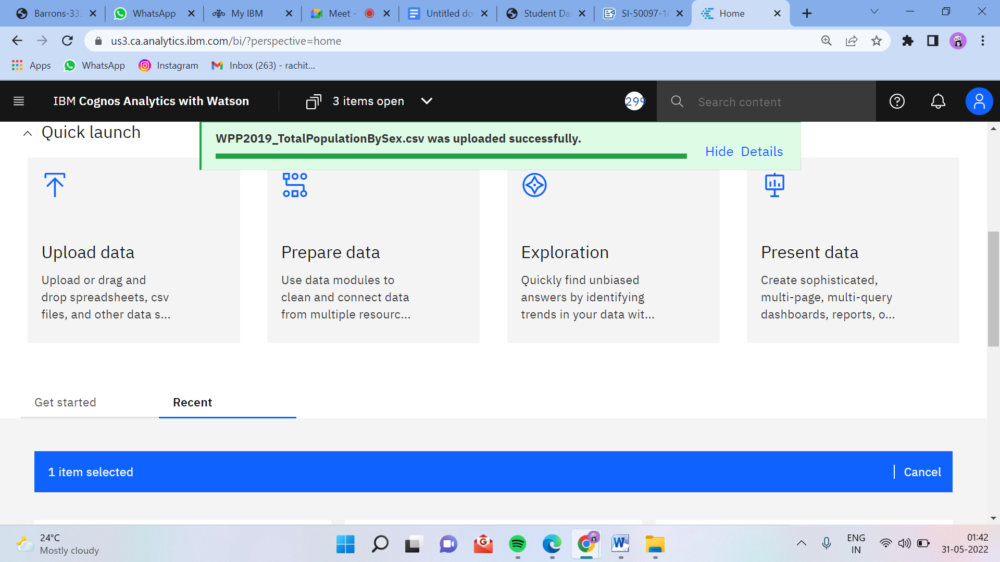 Barrons-333
WhatsApp
My IBM
Meet -
Untitled do
Student Da
SI-50097-16
Home
us3.ca.analytics.ibm.com/bi/?perspective=home
Apps
WhatsApp
Instagram
Inbox (263) - rachit...
IBM Cognos Analytics with Watson
3 items open
299
Search content
Quick launch
WPP2019_TotalPopulationBySex.csv was uploaded successfully.
Hide Details
Upload data
Upload or drag and
drop spreadsheets, csv
files, and other data s...
Prepare data
Use data modules to
clean and connect data
from multiple resourc...
Exploration
Quickly find unbiased
answers by identifying
trends in your data wit...
Present data
Create sophisticated,
multi-page, multi-query
dashboards, reports, o...
Get started
Recent
1 item selected
Cancel
24°C
Mostly cloudy
ENG
IN
01:42
31-05-2022